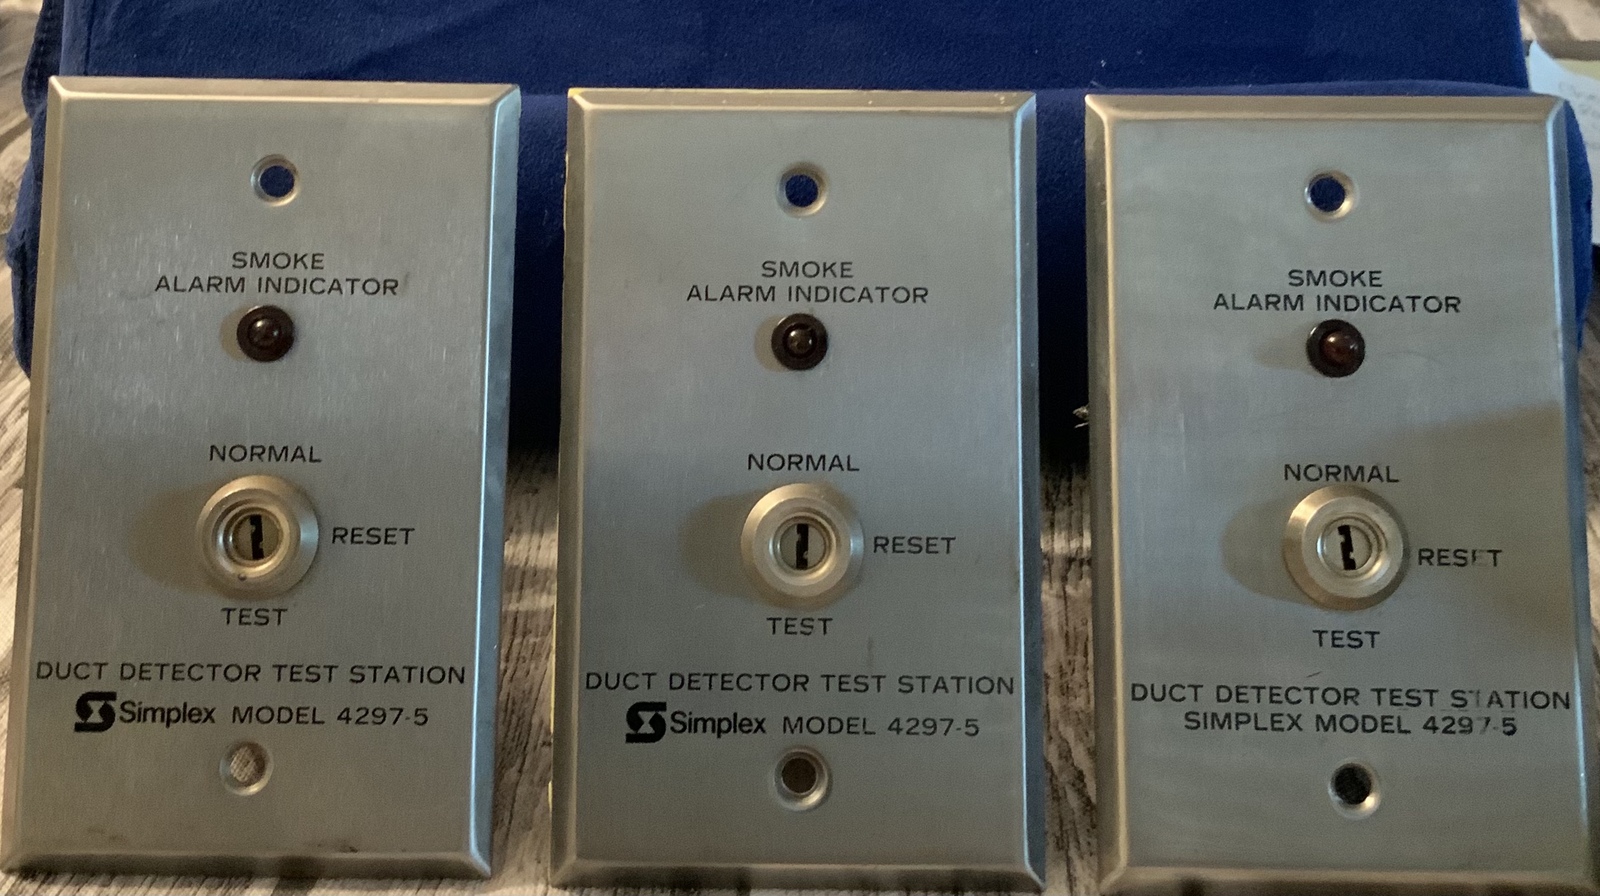 SMOKE
ALARM INDICATOR
NORMAL
RESET
TEST
DUCT DETECTOR TEST STATION
Simplex MODEL 4297-5
SMOKE
ALARM INDICATOR
NORMAL
RESET
TEST
DUCT DETECTOR TEST STATION
Simplex MODEL 4297-5
SMOKE
ALARM INDICATOR
NORMAL
RESET
TEST
DUCT DETECTOR TEST STATION
SIMPLEX MODEL 4297-5